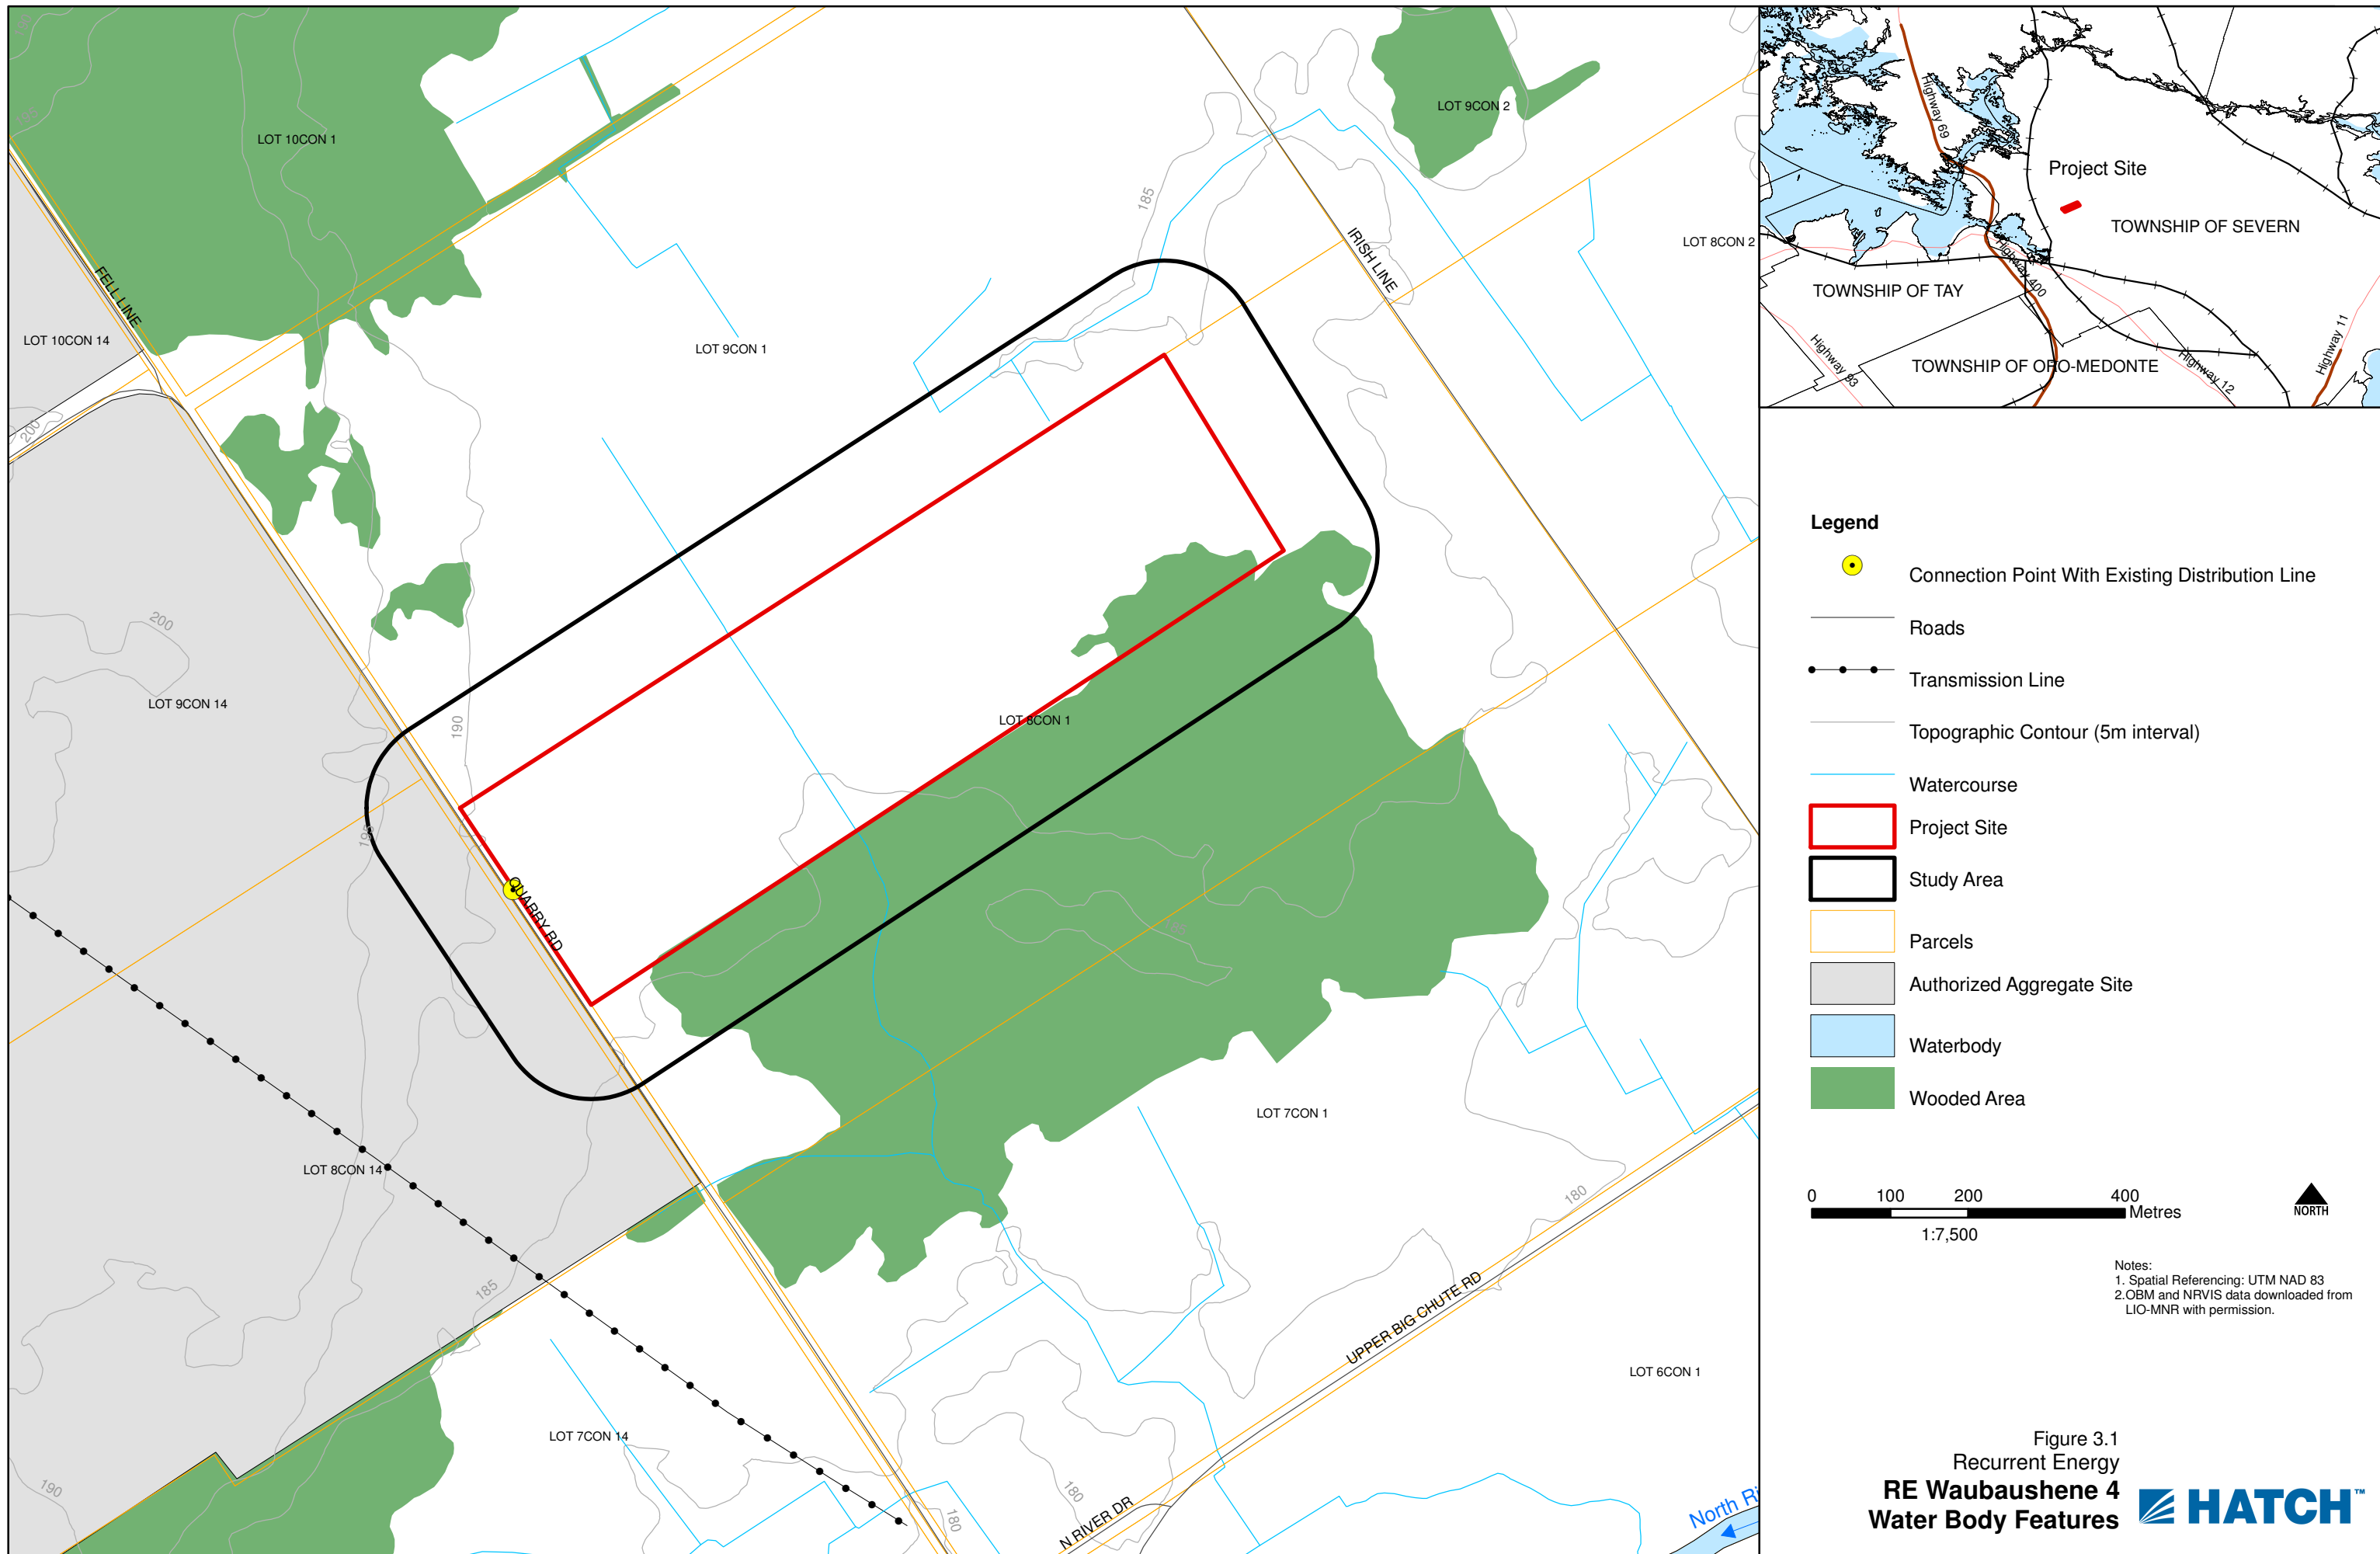 LOT 10CON 1
LOT 9CON 2
185
LOT 8CON 2
IRISH LINE
FELL LINE
LOT 10CON 14
LOT 9CON 1
200
200
LOT 9CON 14
190
LOT 8CON 1
195
QUARRY RD
LOT 7CON 1
LOT 8CON 14
180
185
UPPER BIG CHUTE RD
LOT 6CON 1
LOT 7CON 14
190
180
180
N RIVER DR
North Ri
Highway 69
Project Site
TOWNSHIP OF SEVERN
Highway 400
TOWNSHIP OF TAY
Highway 93
TOWNSHIP OF ORO-MEDONTE
Highway 12
Highway 11
Legend
Connection Point With Existing Distribution Line
Roads
Transmission Line
Topographic Contour (5m interval)
Watercourse
Project Site
Study Area
Parcels
Authorized Aggregate Site
Waterbody
Wooded Area
0 100 200 400
Metres
1:7,500
NORTH
Notes:
1. Spatial Referencing: UTM NAD 83
2.OBM and NRVIS data downloaded from
LIO-MNR with permission.
Figure 3.1
Recurrent Energy
RE Waubaushene 4
Water Body Features
HATCH™